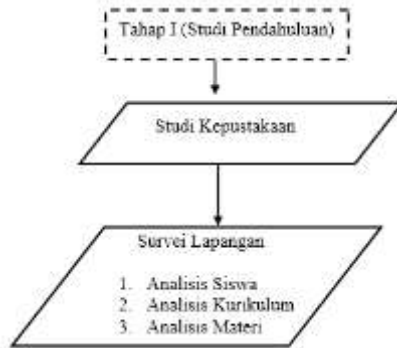 Tahap I (Studi Pendahuluan)
Studi Kepustakaan
Survei Lapangan
1. Analisis Siswa
2. Analisis Kurikulum
3. Analisis Materi